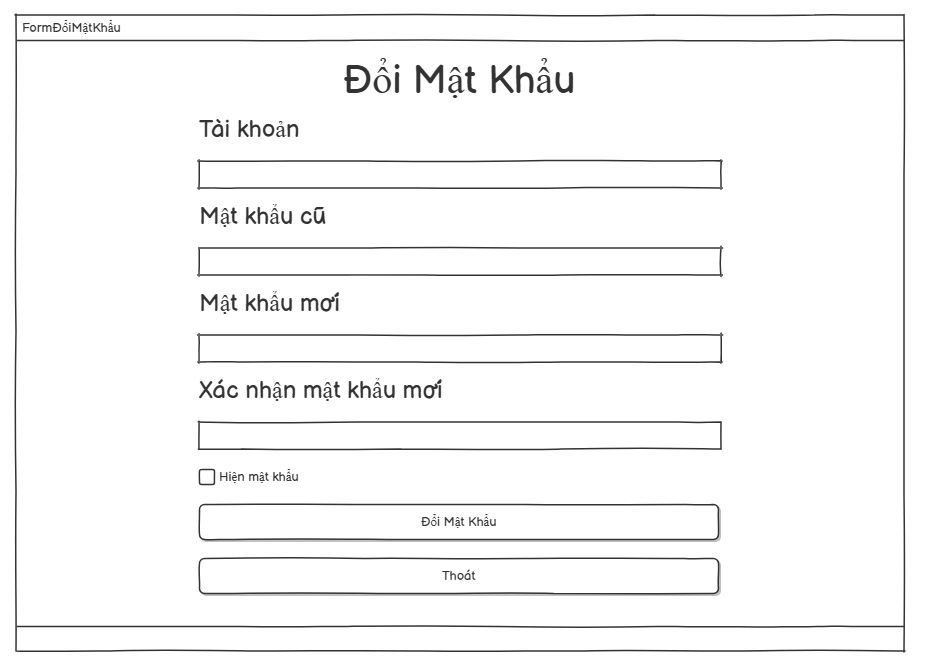 FormĐổiMậtKhẩu
Đổi Mật Khẩu
Tài khoản
Mật khẩu cũ
Mật khẩu mới
Xác nhận mật khẩu mới
Hiện mật khẩu
Đổi Mật Khẩu
Thoát